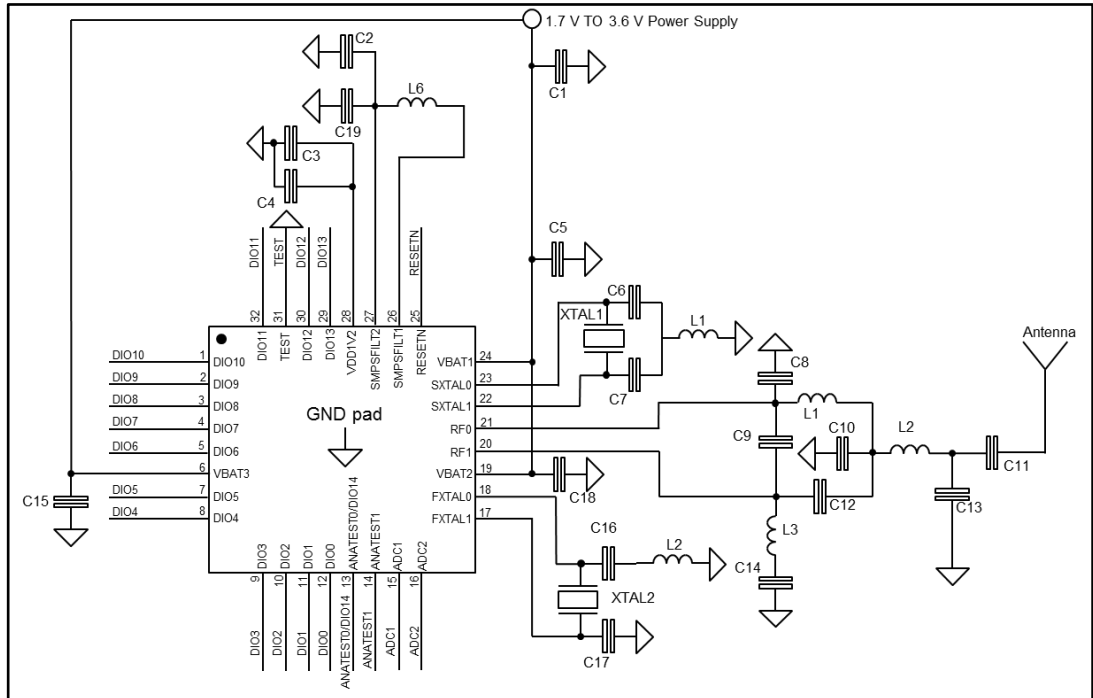 1.7 V TO 3.6 V Power Supply
C2
C1
L6
C19
C3
C4
C5
DIO11
TEST
DIO12
DIO13
RESETN
32
31
30
29
28
27
26
25
DIO11
TEST
DIO12
DIO13
VDD1V2
SMPSFILT2
SMPSFILT1
RESETN
C6
XTAL1
L1
C7
Antenna
C8
L1
C9
C10
L2
C11
C12
C13
L3
C14
DIO10 1 DIO10
DIO9 2 DIO9
DIO8 3 DIO8
DIO7 4 DIO7
DIO6 5 DIO6
6 VBAT3
DIO5 7 DIO5
DIO4 8 DIO4
C15
GND pad
VBAT1 24
SXTAL0 23
SXTAL1 22
RF0 21
RF1 20
VBAT2 19
FXTAL0 18
FXTAL1 17
C18
C16
L2
XTAL2
C17
DIO3
DIO2
DIO1
DIO0
ANATEST0/DIO14
ANATEST1
ADC1
ADC2
9
10
11
12
13
14
15
16
DIO3
DIO2
DIO1
DIO0
ANATEST0/DIO14
ANATEST1
ADC1
ADC2